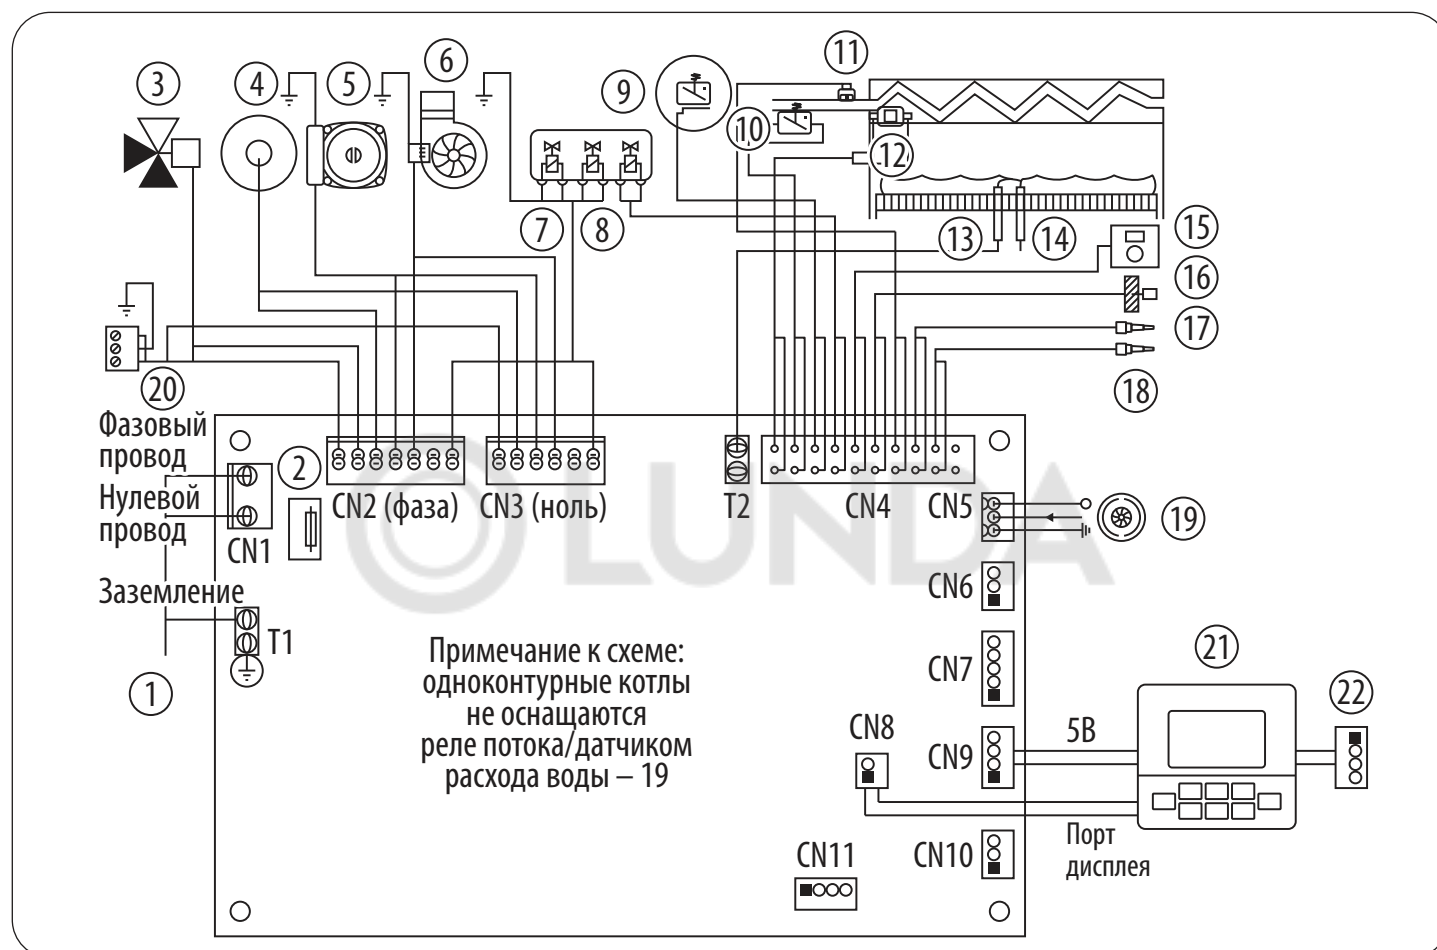 3
4
5
6
9
11
10
12
7
8
13
14
15
16
17
18
20
Фазовый
провод
Нулевой
провод
2
CN1
CN2 (фаза)
CN3 (ноль)
T2
CN4
CN5
19
LUNDA
CN6
Заземление
T1
1
Примечание к схеме:
одноконтурные котлы
не оснащаются
реле потока/датчиком
расхода воды – 19
CN7
21
22
CN8
CN9
5В
Порт
дисплея
CN10
CN11